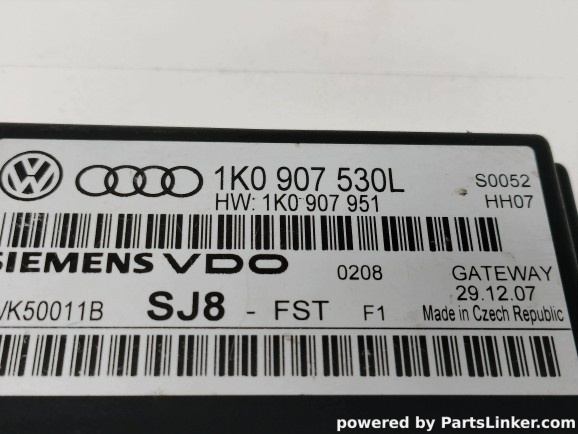 1K0 907 530L
S0052
HW: 1K0 907 951
HH07
SIEMENS VDO
0208
GATEWAY
29.12.07
VK50011B
SJ8 - FST F1
Made in Czech Republic
powered by PartsLinker.com